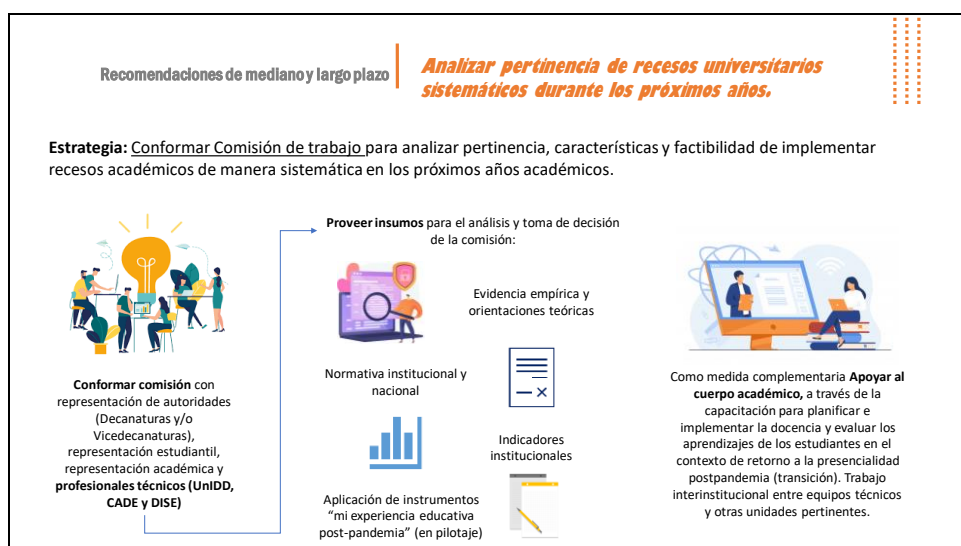 Recomendaciones de mediano y largo plazo
Analizar pertinencia de recesos universitarios
sistemáticos durante los próximos años.
Estrategia: Conformar Comisión de trabajo para analizar pertinencia, características y factibilidad de implementar
recesos académicos de manera sistemática en los próximos años académicos.
Conformar comisión con
representación de autoridades
(Decanaturas y/o
Vicedecanaturas),
representación estudiantil,
representación académica y
profesionales técnicos (UnIDD,
CADE y DISE)
Proveer insumos para el análisis y toma de decisión
de la comisión:
Evidencia empírica y
orientaciones teóricas
Normativa institucional y
nacional
Indicadores
institucionales
Aplicación de instrumentos
“mi experiencia educativa
post-pandemia” (en pilotaje)
Como medida complementaria Apoyar al
cuerpo académico, a través de la
capacitación para planificar e
implementar la docencia y evaluar los
aprendizajes de los estudiantes en el
contexto de retorno a la presencialidad
postpandemia (transición). Trabajo
interinstitucional entre equipos técnicos
y otras unidades pertinentes.